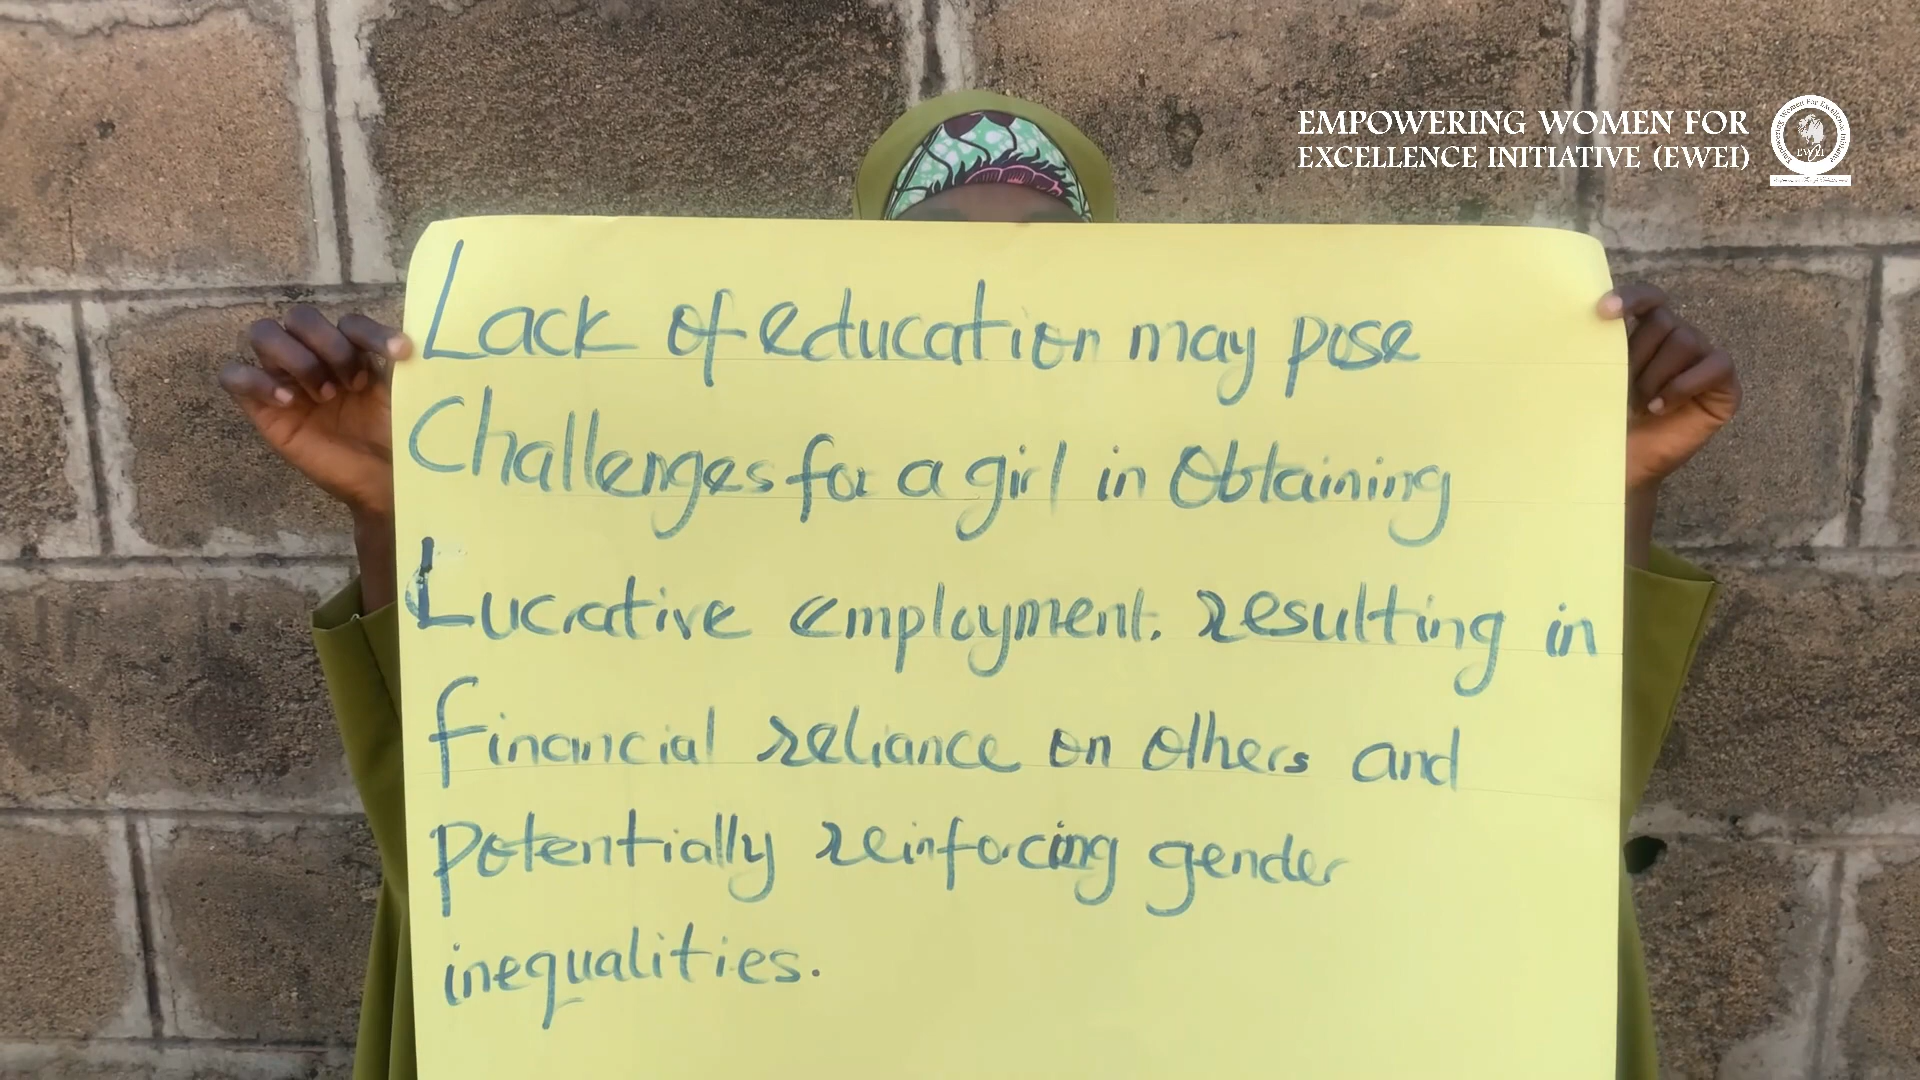 EMPOWERING WOMEN FOR
EXCELLENCE INITIATIVE (EWEI)
EWEI
Lack of education may pose
Challenges for a girl in Obtaining
Lucrative employment. resulting in
financial reliance on others and
potentially reinforcing gender
inequalities.